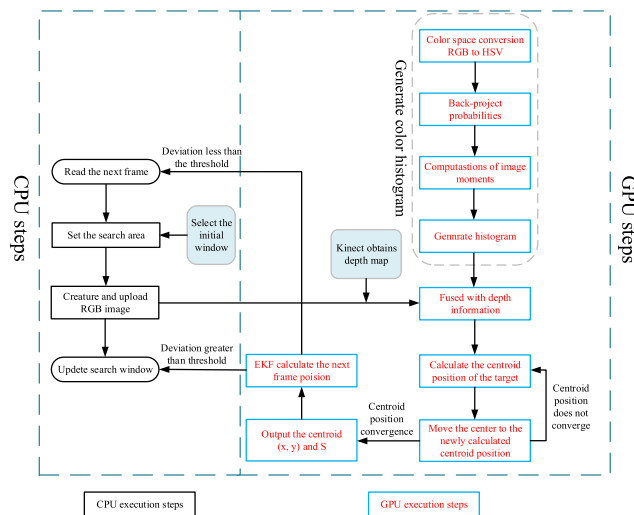 CPU steps
Read the next frame
Set the search area
Select the
initial
window
Creature and upload
RGB image
Updete search window
Deviation less than
the threshold
Deviation greater
than threshold
Kinect obtains
depth map
GPU steps
Generate color histogram
Color space conversion
RGB to HSV
Back-project
probabilities
Computastions of image
moments
Gennrate histogram
Fused with depth
information
Calculate the centroid
position of the target
Move the center to the
newly calculated
centroid position
Centroid
position
does not
converge
Centroid
position
convergence
Output the centroid
(x, y) and S
EKF calculate the next
frame poision
CPU execution steps
GPU execution steps